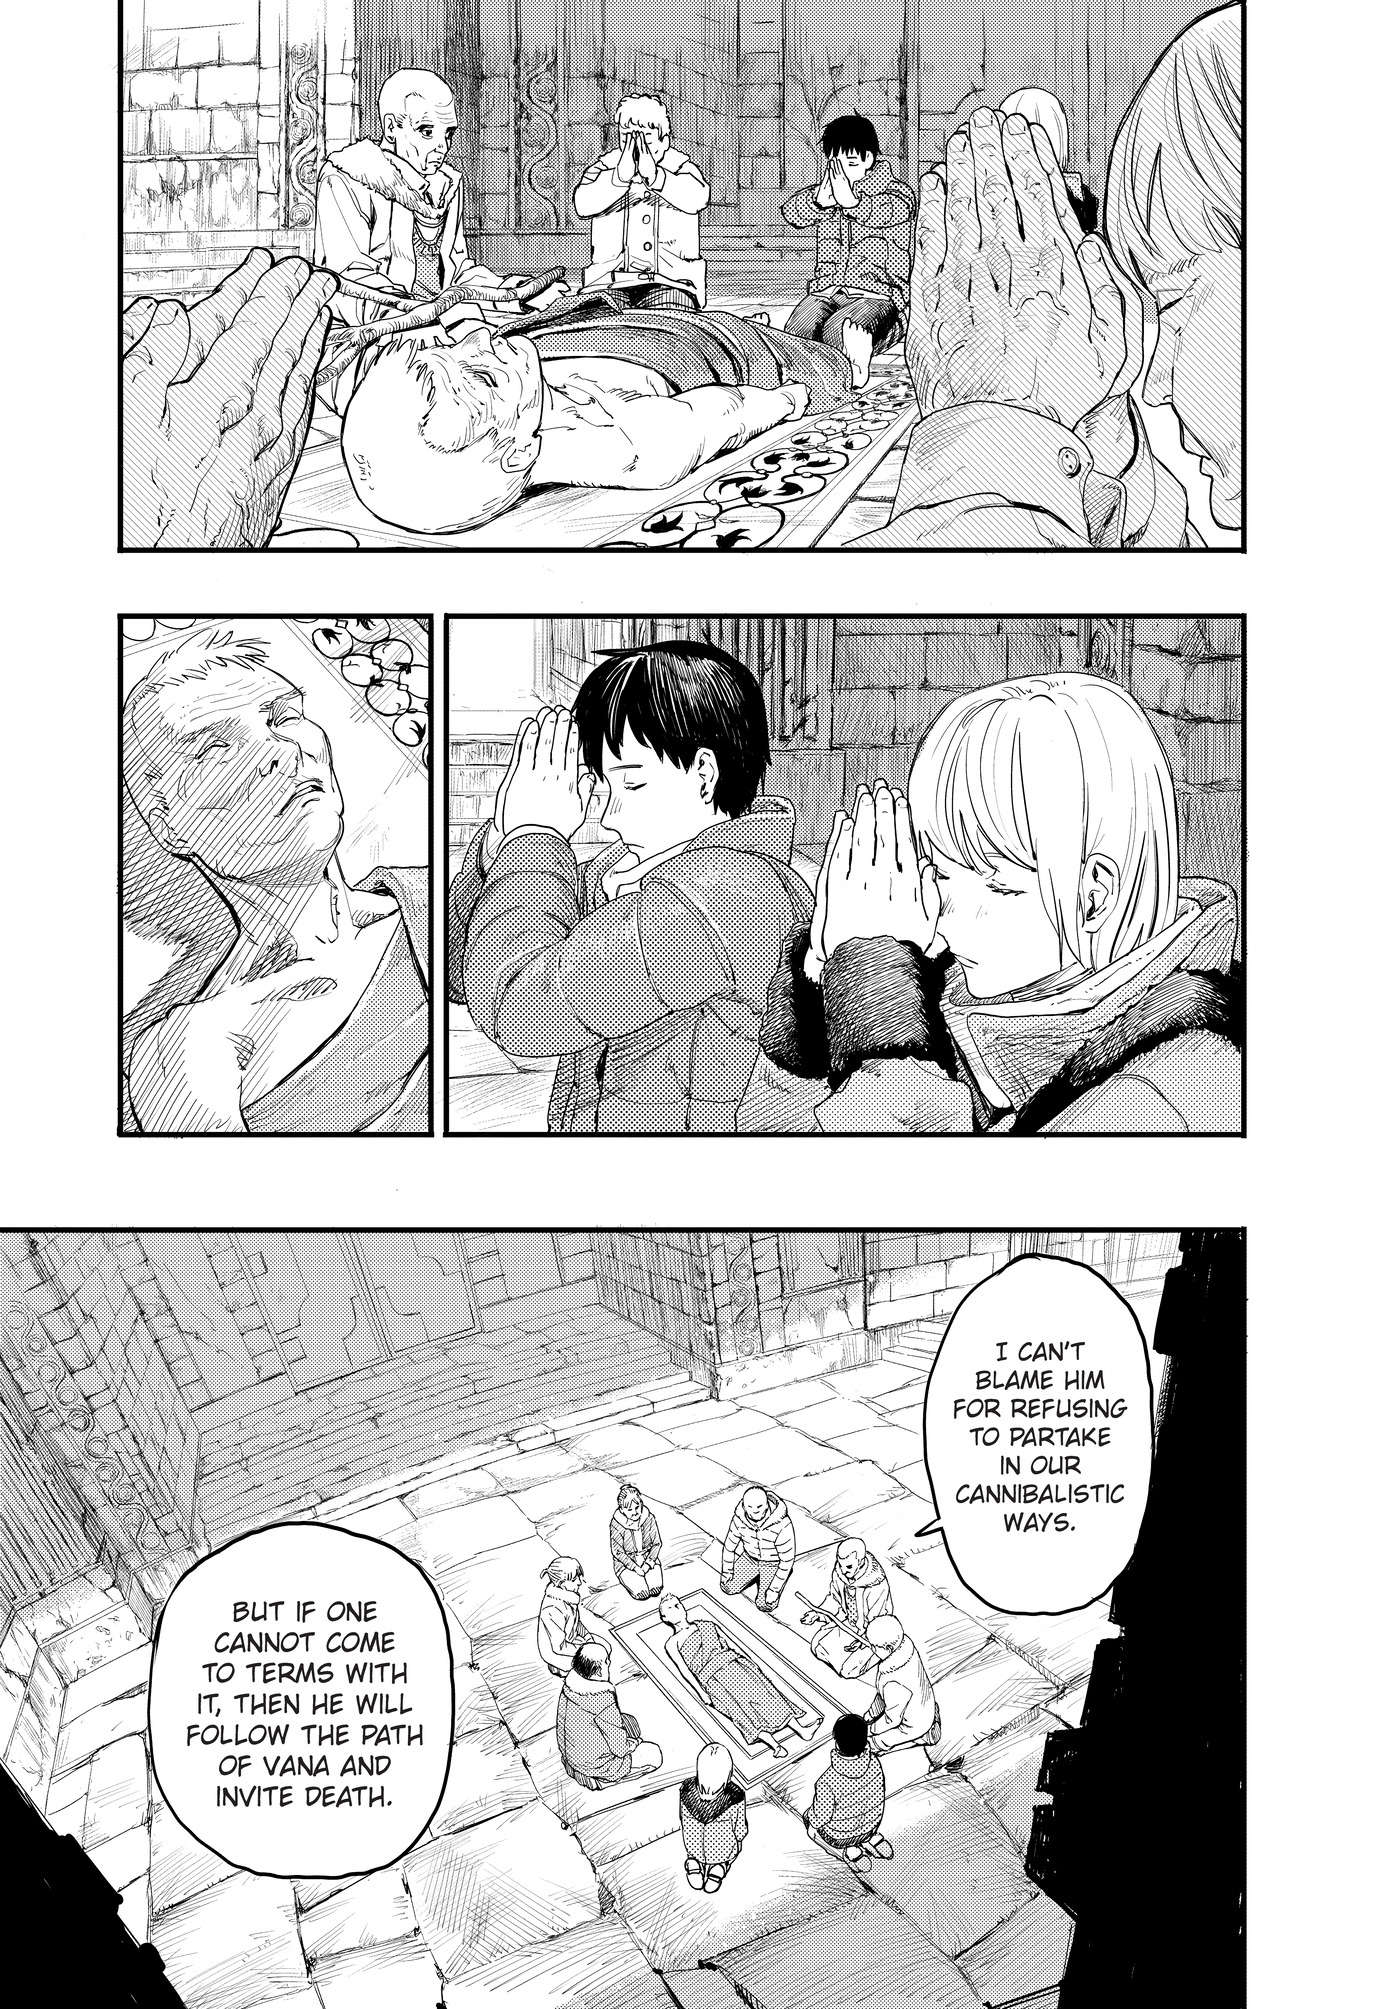 I CAN'T
BLAME HIM
FOR REFUSING
TO PARTAKE
IN OUR
CANNIBALISTIC
WAYS.
BUT IF ONE
CANNOT COME
TO TERMS WITH
IT, THEN HE WILL
FOLLOW THE PATH
OF VANA AND
INVITE DEATH.